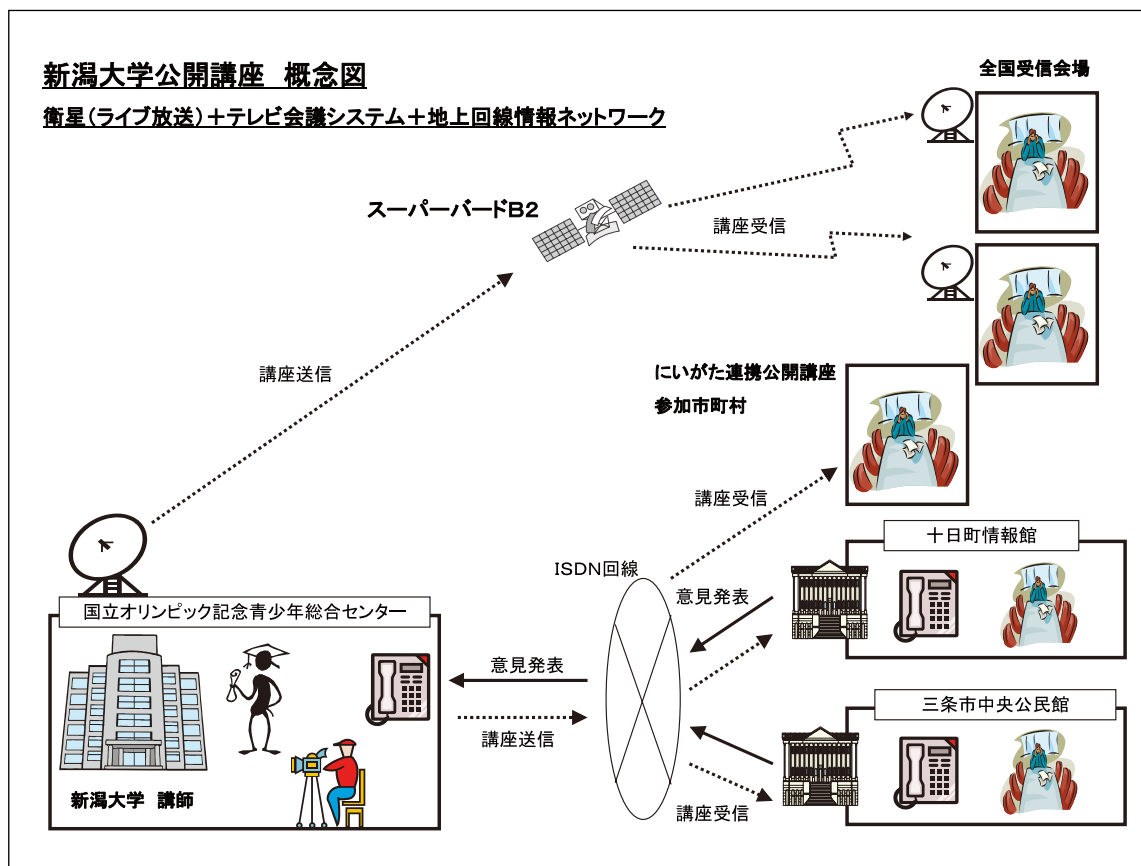 新潟大学公開講座 概念図
衛星（ライブ放送）＋テレビ会議システム＋地上回線情報ネットワーク
全国受信会場
スーパーバードB2
講座受信
講座送信
にいがた連携公開講座
参加市町村
講座受信
十日町情報館
ISDN回線
意見発表
国立オリンピック記念青少年総合センター
意見発表
講座送信
新潟大学 講師
三条市中央公民館
講座受信